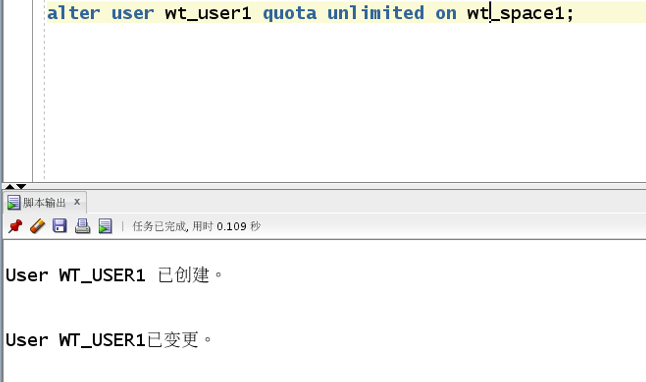 alter user wt_user1 quota unlimited on wt_space1;
脚本输出 x
任务已完成, 用时 0.109 秒
User WT_USER1 已创建。
User WT_USER1已变更。